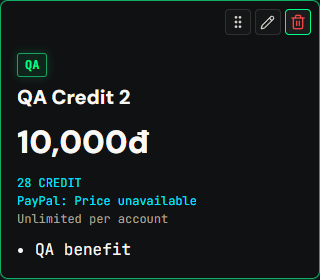 QA
QA Credit 2
10,000đ
28 CREDIT
PayPal: Price unavailable
Unlimited per account
• QA benefit